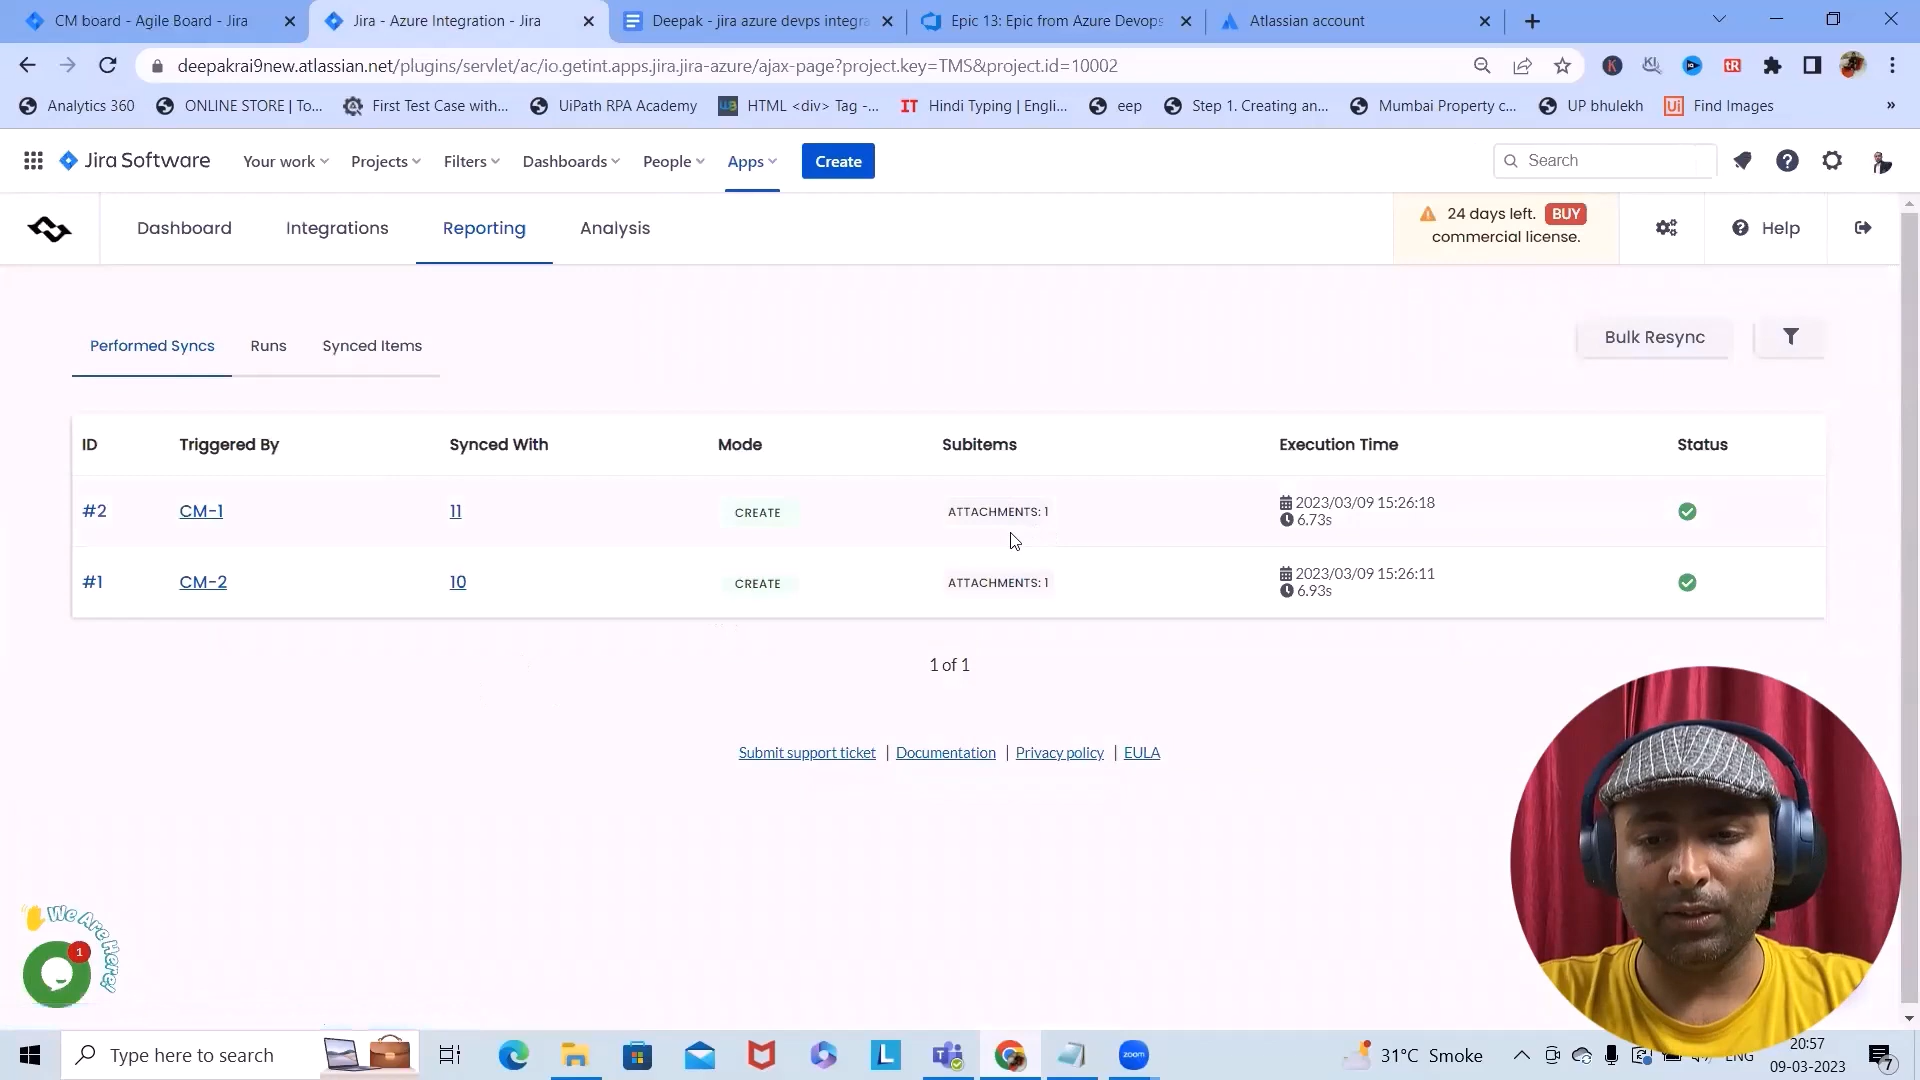 CM board - Agile Board - Jira
Jira - Azure Integration - Jira
Deepak - jira azure devps integra
Epic 13: Epic from Azure Devops
Atlassian account
deepakrai9new.atlassian.net/plugins/servlet/ac/io.getint.apps.jira.jira-azure/ajax-page?project.key=TMS&project.id=10002
Analytics 360
ONLINE STORE | To...
First Test Case with...
UiPath RPA Academy
HTML <div> Tag -...
IT Hindi Typing | Engli...
eep
Step 1. Creating an...
Mumbai Property c...
UP bhulekh
Ui Find Images
»
Jira Software
Your work
Projects
Filters
Dashboards
People
Apps
Create
Search
Dashboard
Integrations
Reporting
Analysis
24 days left. BUY
commercial license.
Help
Performed Syncs
Runs
Synced Items
Bulk Resync
ID Triggered By Synced With Mode Subitems Execution Time Status
#2 CM-1 11 CREATE ATTACHMENTS: 1 2023/03/09 15:26:18
6.73s
#1 CM-2 10 CREATE ATTACHMENTS: 1 2023/03/09 15:26:11
6.93s
1 of 1
Submit support ticket | Documentation | Privacy policy | EULA
We Are Here!
1
Type here to search
zoom
31°C Smoke
ENG
20:57
09-03-2023
7